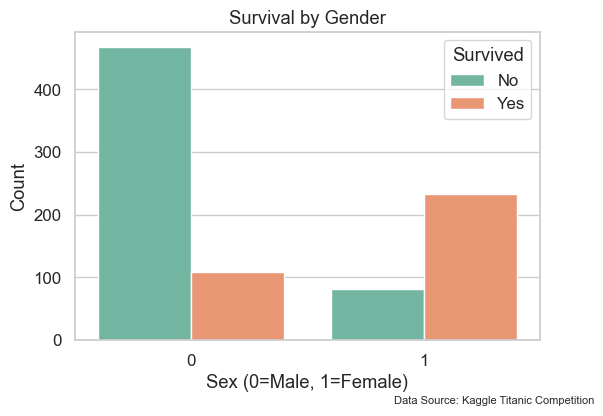 Survival by Gender
Survived
No
Yes
400
300
200
100
0
Count
0
1
Sex (0=Male, 1=Female)
Data Source: Kaggle Titanic Competition